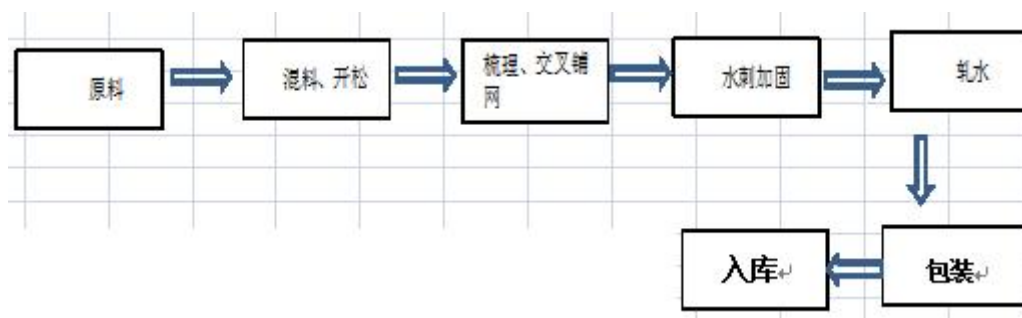 原料
混料、开松
梳理、交叉铺
网
水刺加固
轧水
包装
入库